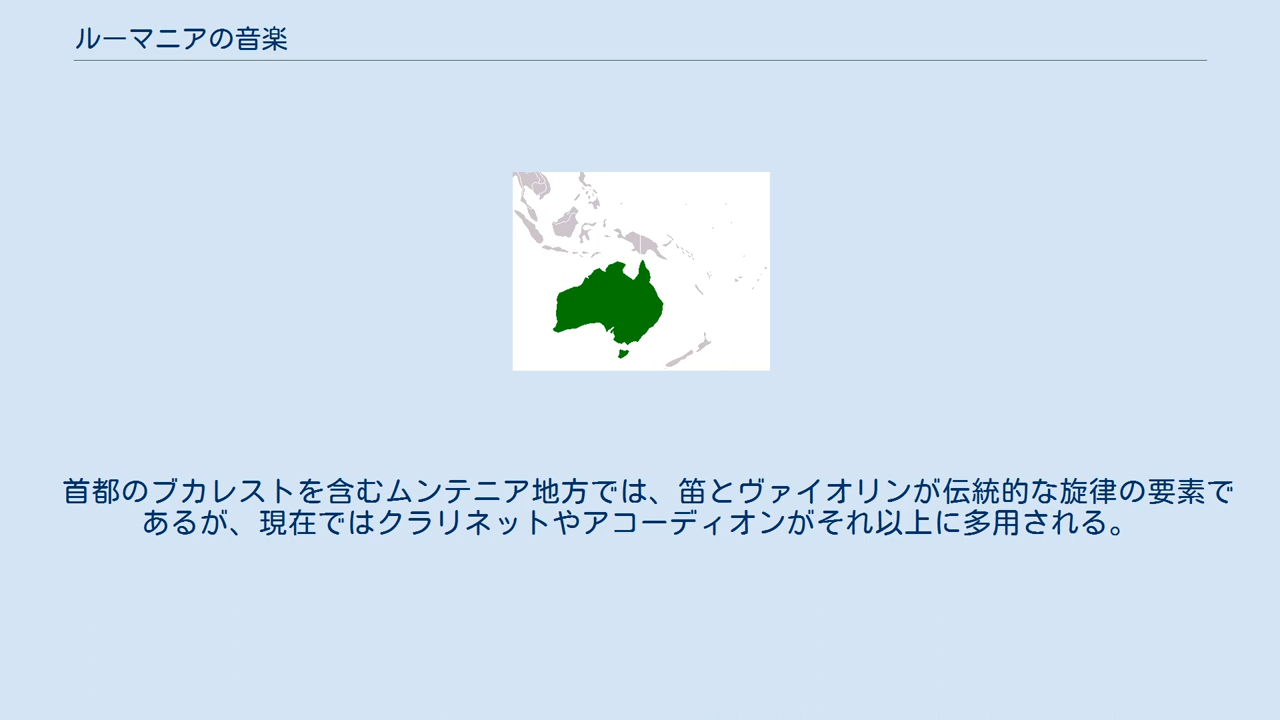 ルーマニアの音楽
首都のブカレストを含むムンテニア地方では、笛とヴァイオリンが伝統的な旋律の要素で
あるが、現在ではクラリネットやアコーディオンがそれ以上に多用される。